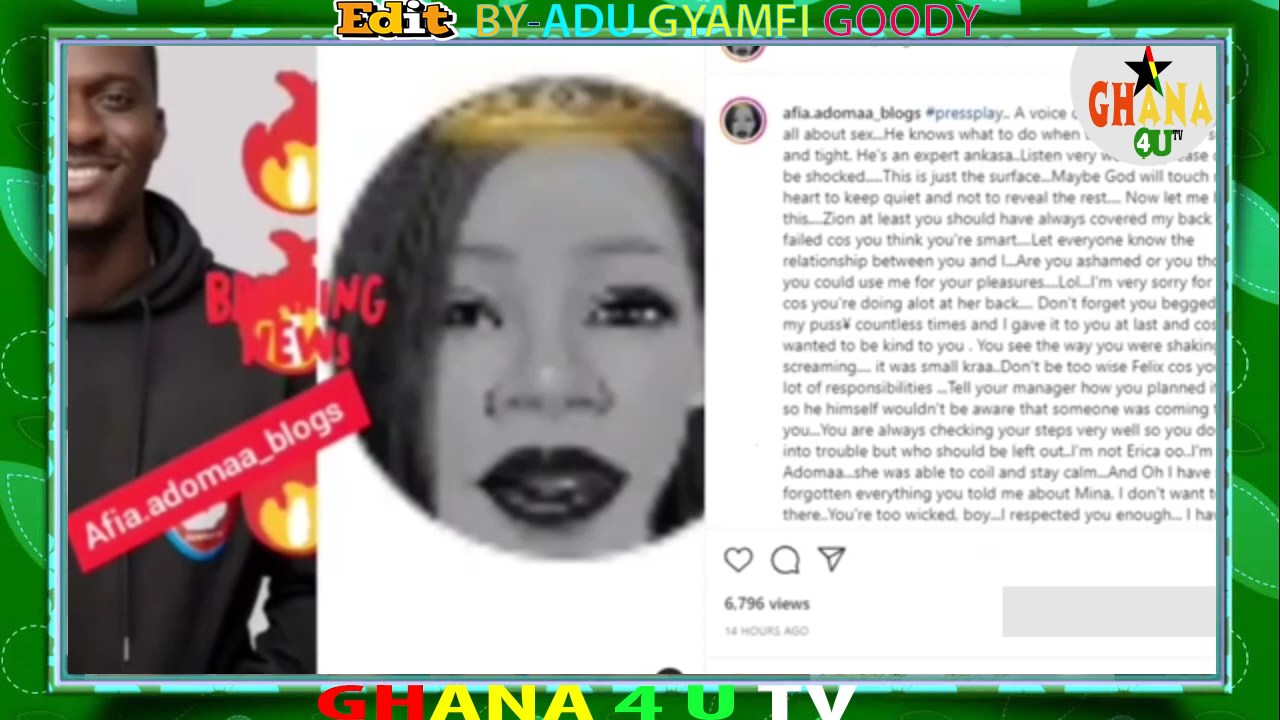 Edit BY-ADU GYAMFI GOODY
GHANA
4U TV
BREAKING
NEWS
Afia.adomaa_blogs
afia.adomaa_blogs #pressplay.. A voice
all about sex...He knows what to do when
and tight. He's an expert ankasa..Listen very
be shocked.....This is just the surface...Maybe God will touch
heart to keep quiet and not to reveal the rest.... Now let me
this....Zion at least you should have always covered my back
failed cos you think you're smart....Let everyone know the
relationship between you and I...Are you ashamed or you
you could use me for your pleasures....Lol...I'm very sorry for
cos you're doing alot at her back.... Don't forget you begged
my puss¥ countless times and I gave it to you at last and cos
wanted to be kind to you . You see the way you were shaking
screaming.... it was small kraa..Don't be too wise Felix cos
lot of responsibilities ...Tell your manager how you planned
so he himself wouldn't be aware that someone was coming
you...You are always checking your steps very well so you do
into trouble but who should be left out..I'm not Erica oo..I'm
Adomaa...she was able to coil and stay calm...And Oh I have
forgotten everything you told me about Mina. I don't want
there..You're too wicked, boy...I respected you enough... I
6,796 views
14 HOURS AGO
GHANA 4 U TV